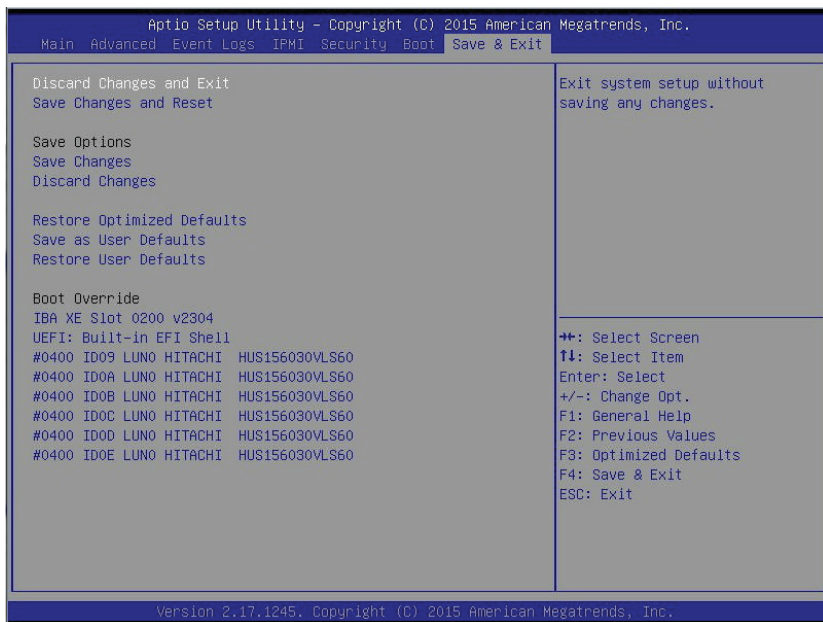 Aptio Setup Utility – Copyright (C) 2015 American Megatrends, Inc.
Main Advanced Event Logs IPMI Security Boot Save & Exit
Discard Changes and Exit
Save Changes and Reset
Save Options
Save Changes
Discard Changes
Restore Optimized Defaults
Save as User Defaults
Restore User Defaults
Boot Override
IBA XE Slot 0200 v2304
UEFI: Built-in EFI Shell
#0400 ID09 LUN0 HITACHI HUS156030VLS60
#0400 ID0A LUN0 HITACHI HUS156030VLS60
#0400 ID0B LUN0 HITACHI HUS156030VLS60
#0400 ID0C LUN0 HITACHI HUS156030VLS60
#0400 ID0D LUN0 HITACHI HUS156030VLS60
#0400 ID0E LUN0 HITACHI HUS156030VLS60
Exit system setup without
saving any changes.
→←: Select Screen
↑↓: Select Item
Enter: Select
+/-: Change Opt.
F1: General Help
F2: Previous Values
F3: Optimized Defaults
F4: Save & Exit
ESC: Exit
Version 2.17.1245. Copyright (C) 2015 American Megatrends, Inc.